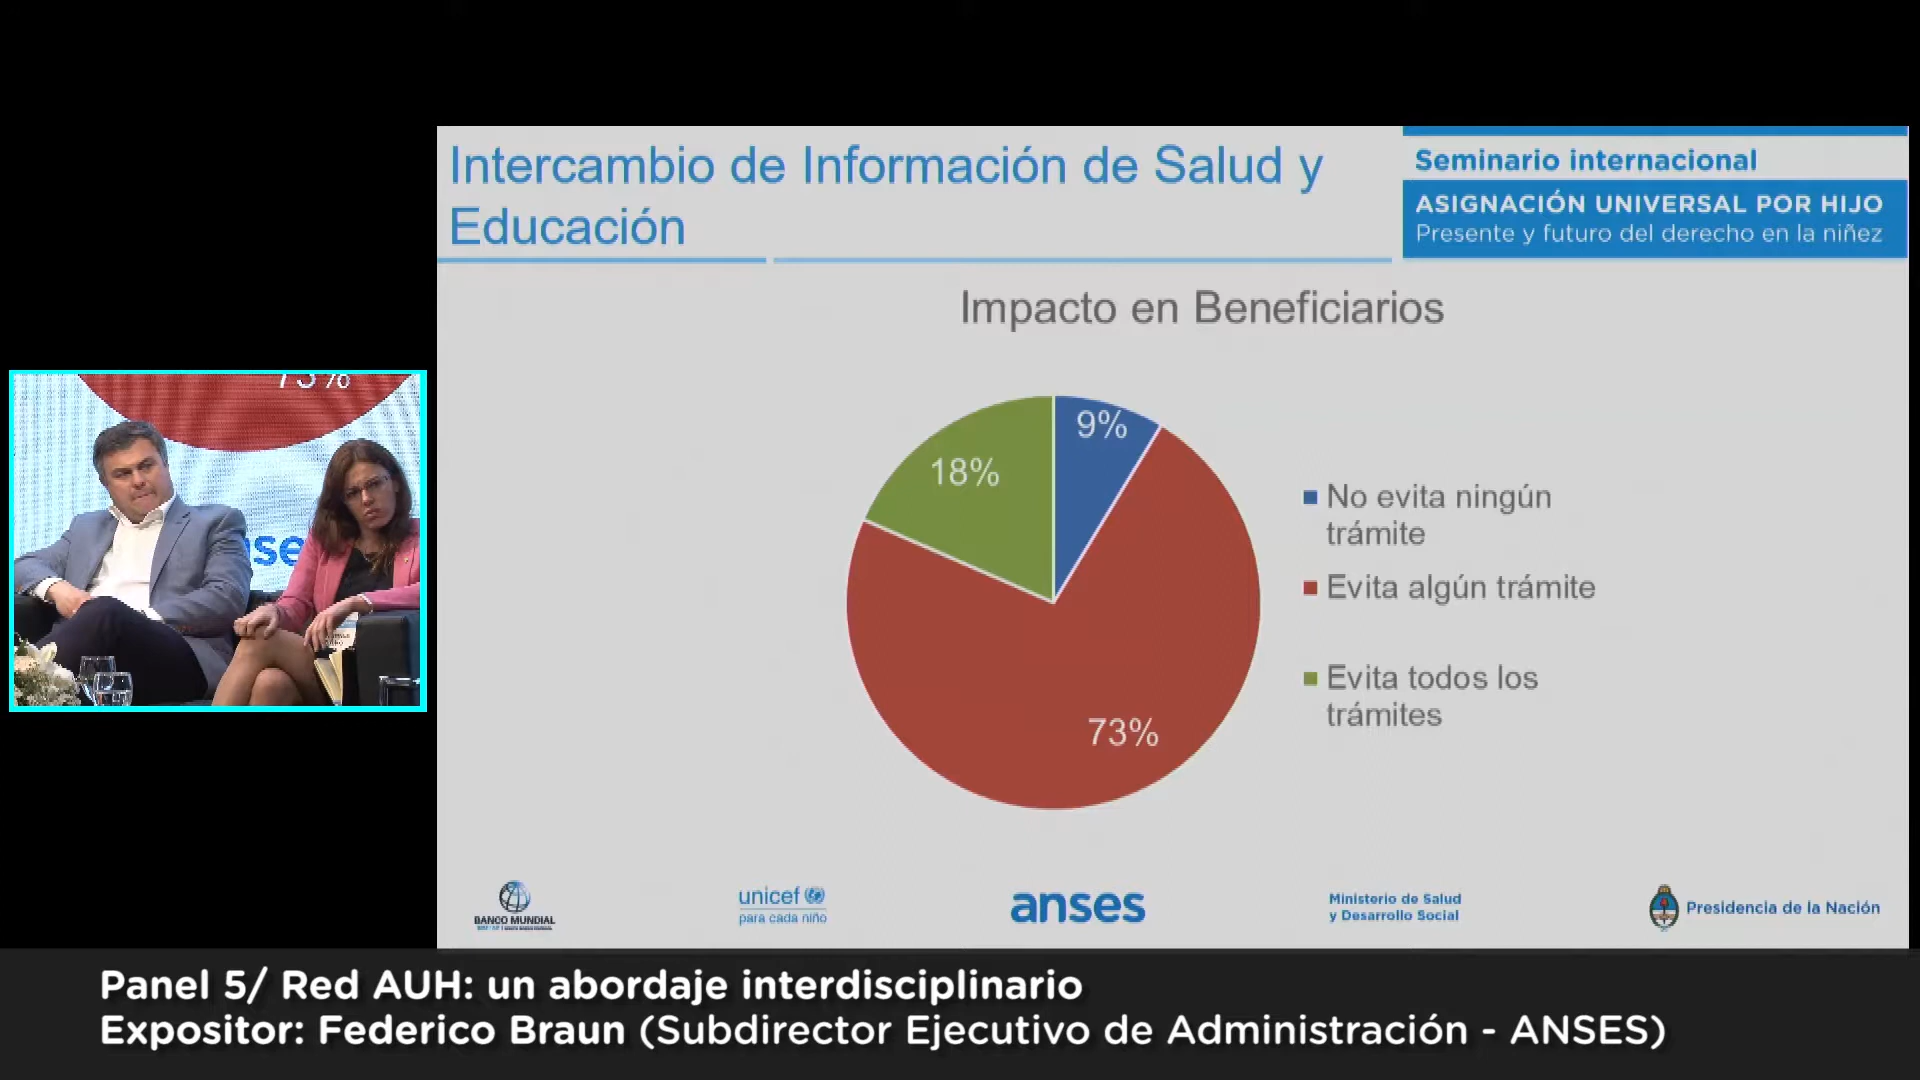 Intercambio de Información de Salud y
Educación
Seminario internacional
ASIGNACIÓN UNIVERSAL POR HIJO
Presente y futuro del derecho en la niñez
Impacto en Beneficiarios
9%
18%
73%
No evita ningún
trámite
Evita algún trámite
Evita todos los
trámites
73%
anse
BANCO MUNDIAL
unicef
para cada niño
anses
Ministerio de Salud
y Desarrollo Social
Presidencia de la Nación
Panel 5/ Red AUH: un abordaje interdisciplinario
Expositor: Federico Braun (Subdirector Ejecutivo de Administración - ANSES)